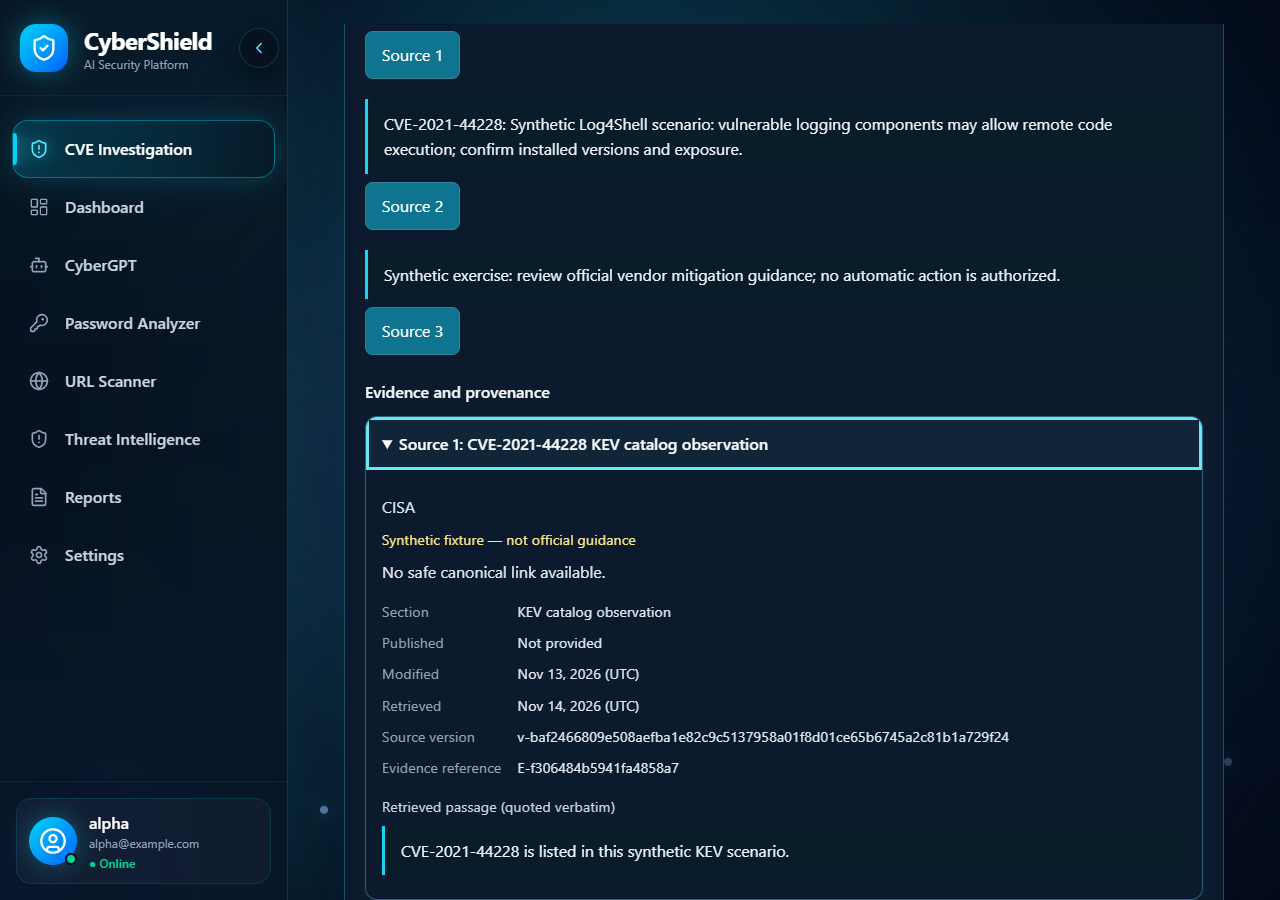 CyberShield
AI Security Platform
CVE Investigation
Dashboard
CyberGPT
Password Analyzer
URL Scanner
Threat Intelligence
Reports
Settings
alpha
alpha@example.com
● Online
Source 1
CVE-2021-44228: Synthetic Log4Shell scenario: vulnerable logging components may allow remote code
execution; confirm installed versions and exposure.
Source 2
Synthetic exercise: review official vendor mitigation guidance; no automatic action is authorized.
Source 3
Evidence and provenance
▼ Source 1: CVE-2021-44228 KEV catalog observation
CISA
Synthetic fixture — not official guidance
No safe canonical link available.
Section KEV catalog observation
Published Not provided
Modified Nov 13, 2026 (UTC)
Retrieved Nov 14, 2026 (UTC)
Source version v-baf2466809e508aefba1e82c9c5137958a01f8d01ce65b6745a2c81b1a729f24
Evidence reference E-f306484b5941fa4858a7
Retrieved passage (quoted verbatim)
CVE-2021-44228 is listed in this synthetic KEV scenario.